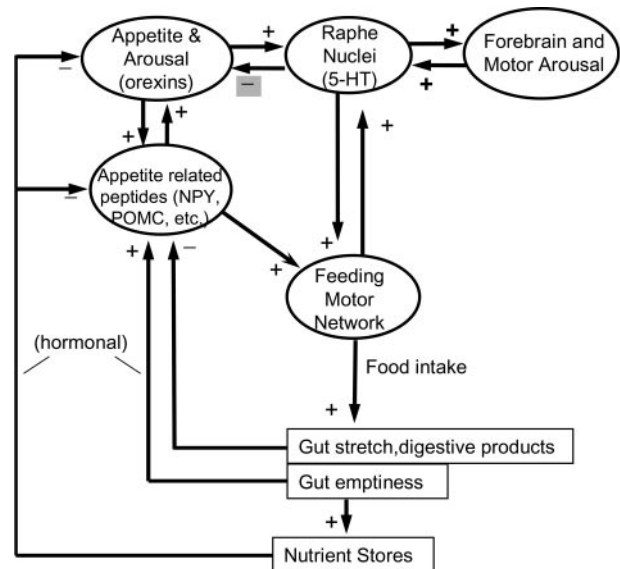 Appetite &
Arousal
(orexins)
Raphe
Nuclei
(5-HT)
Forebrain and
Motor Arousal
+
+
+
–
–
+
+
Appetite related
peptides (NPY,
POMC, etc.)
–
+
–
+
+
+
Feeding
Motor
Network
(hormonal)
Food intake
+
Gut stretch,digestive products
Gut emptiness
+
Nutrient Stores